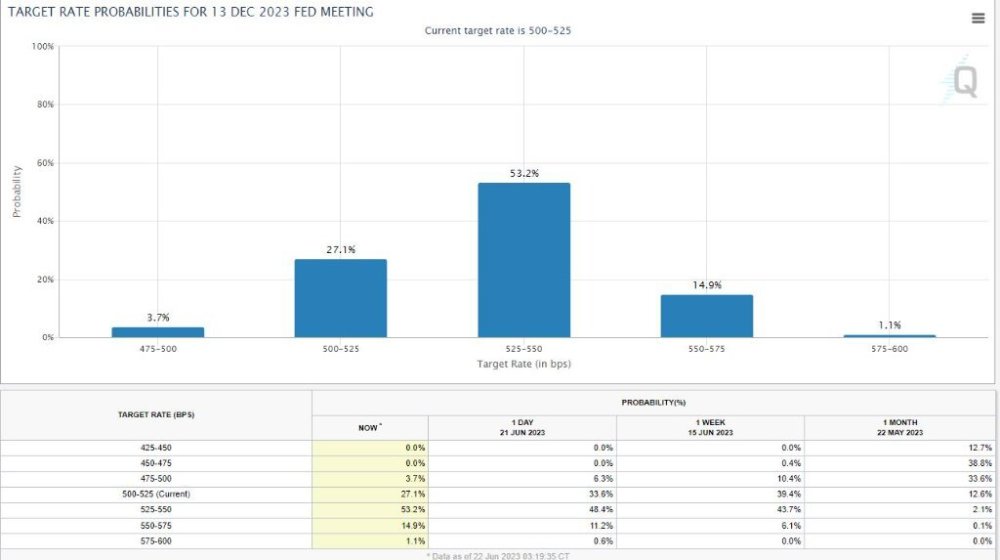 TARGET RATE PROBABILITIES FOR 13 DEC 2023 FED MEETING
Current target rate is 500-525
100%
80%
60%
40%
20%
0%
Probability
Q
3.7%
27.1%
53.2%
14.9%
1.1%
475-500 500-525 525-550 550-575 575-600
Target Rate (in bps)
TARGET RATE (BPS) PROBABILITY(%)
NOW * 1 DAY 21 JUN 2023 1 WEEK 15 JUN 2023 1 MONTH 22 MAY 2023
425-450 0.0% 0.0% 0.0% 12.7%
450-475 0.0% 0.0% 0.4% 38.8%
475-500 3.7% 6.3% 10.4% 33.6%
500-525 (Current) 27.1% 33.6% 39.4% 12.6%
525-550 53.2% 48.4% 43.7% 2.1%
550-575 14.9% 11.2% 6.1% 0.1%
575-600 1.1% 0.6% 0.0% 0.0%
* Data as of 22 Jun 2023 03:19:35 CT